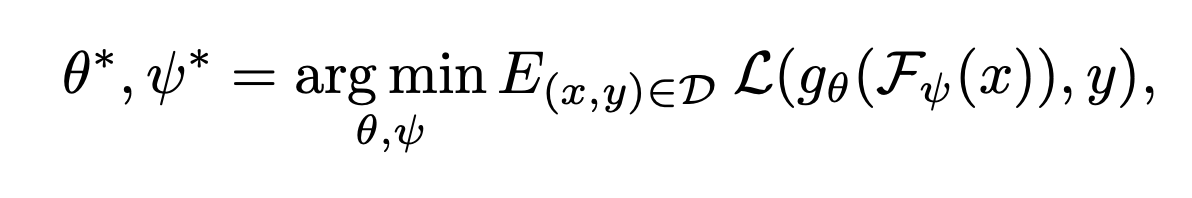 θ*, ψ* = arg min_{θ,ψ} E_{(x,y)∈𝒟} ℒ(g_θ(ℱ_ψ(x)), y),